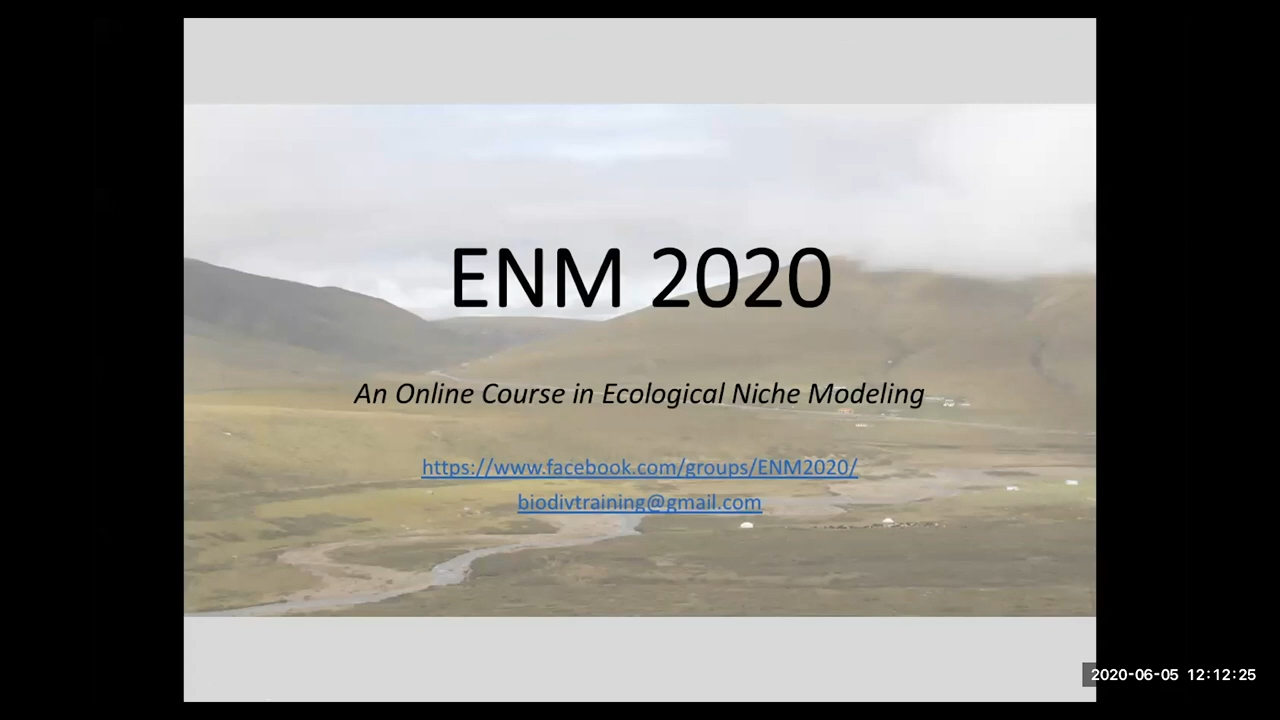 ENM 2020
An Online Course in Ecological Niche Modeling
https://www.facebook.com/groups/ENM2020/
biodivtraining@gmail.com
2020-06-05 12:12:25